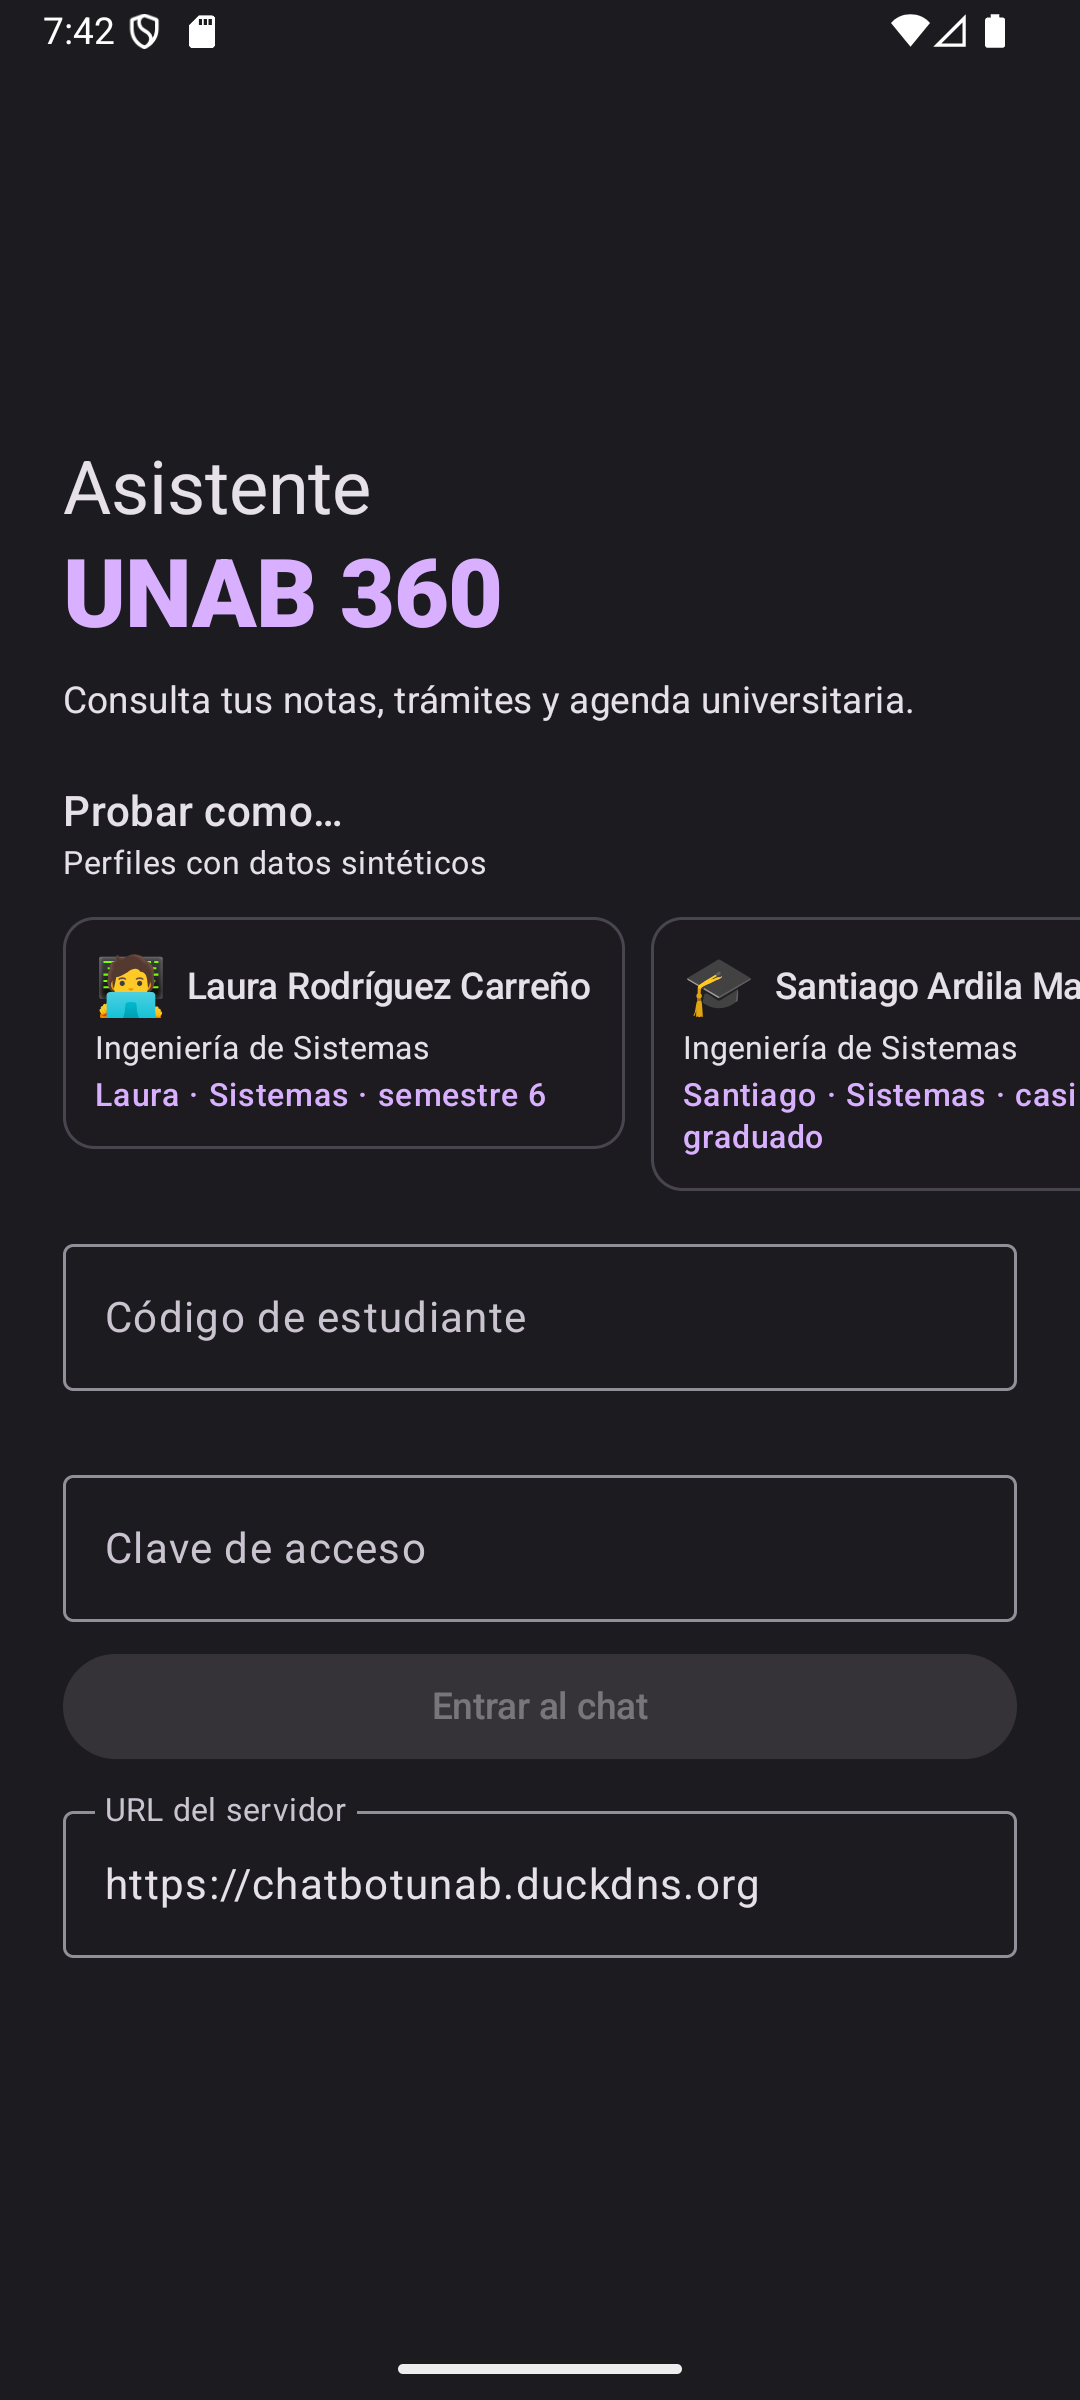 7:42
Asistente
UNAB 360
Consulta tus notas, trámites y agenda universitaria.
Probar como…
Perfiles con datos sintéticos
Laura Rodríguez Carreño
Ingeniería de Sistemas
Laura · Sistemas · semestre 6
Santiago Ardila Ma
Ingeniería de Sistemas
Santiago · Sistemas · casi
graduado
Código de estudiante
Clave de acceso
Entrar al chat
URL del servidor
https://chatbotunab.duckdns.org